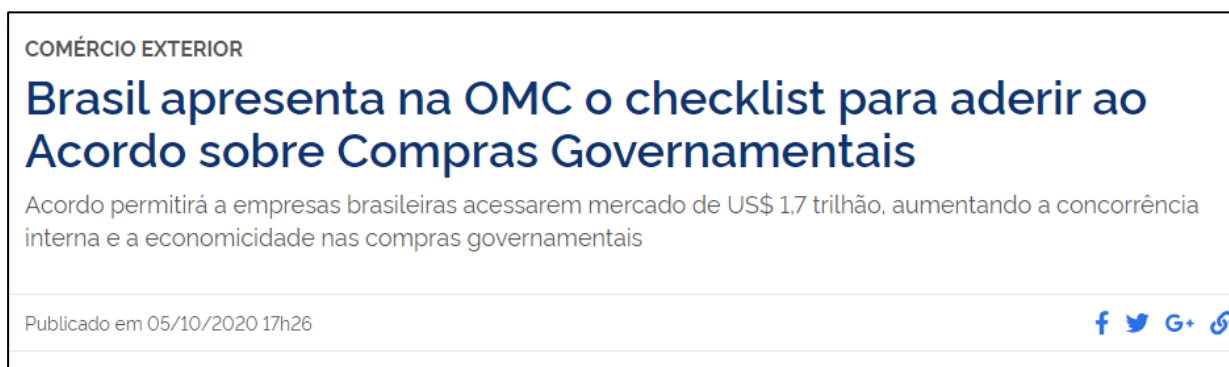 COMÉRCIO EXTERIOR
Brasil apresenta na OMC o checklist para aderir ao
Acordo sobre Compras Governamentais
Acordo permitirá a empresas brasileiras acessarem mercado de US$ 1,7 trilhão, aumentando a concorrência
interna e a economicidade nas compras governamentais
Publicado em 05/10/2020 17h26
G+